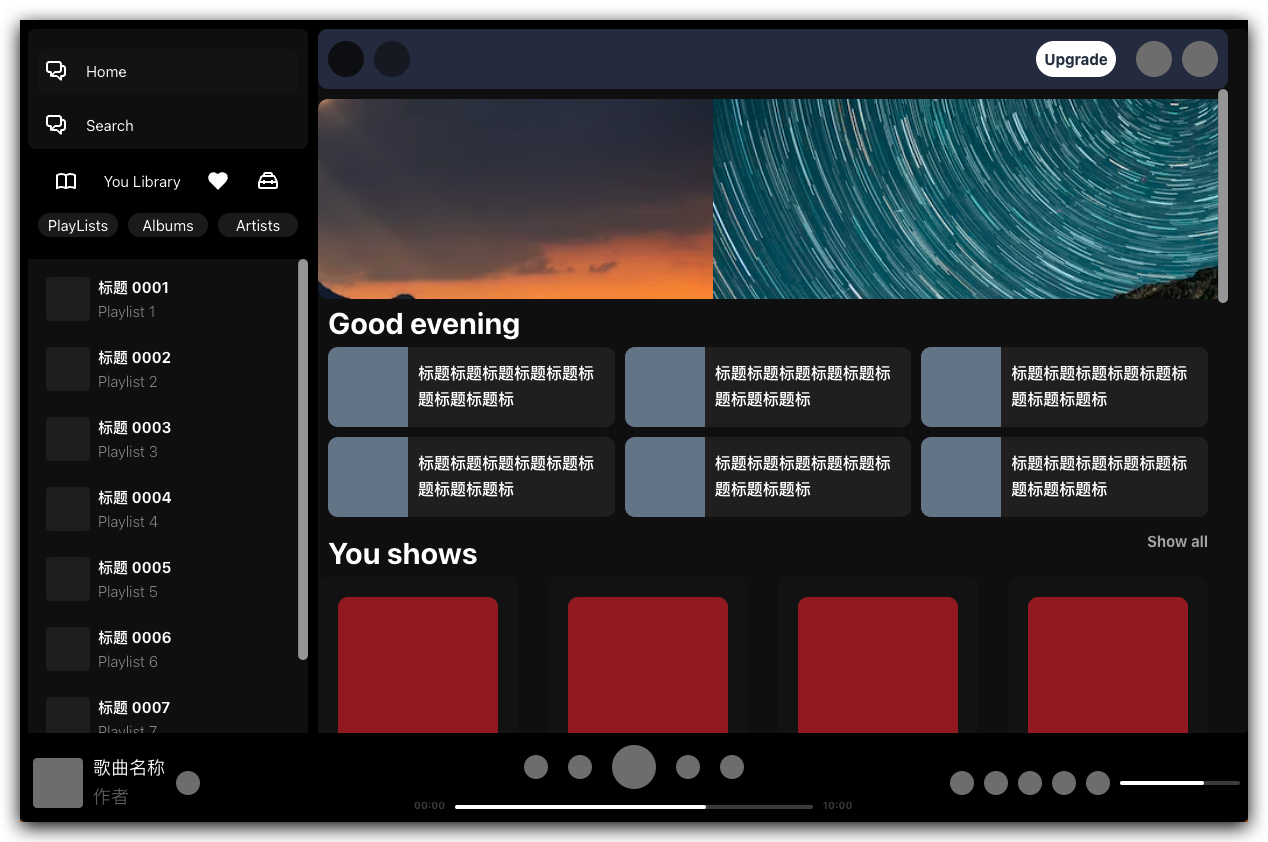 Home
Search
You Library
PlayLists Albums Artists
标题 0001
Playlist 1
标题 0002
Playlist 2
标题 0003
Playlist 3
标题 0004
Playlist 4
标题 0005
Playlist 5
标题 0006
Playlist 6
标题 0007
Playlist 7
Upgrade
Good evening
标题标题标题标题标题标
题标题标题标
标题标题标题标题标题标
题标题标题标
标题标题标题标题标题标
题标题标题标
标题标题标题标题标题标
题标题标题标
标题标题标题标题标题标
题标题标题标
标题标题标题标题标题标
题标题标题标
You shows
Show all
歌曲名称
作者
00:00
10:00